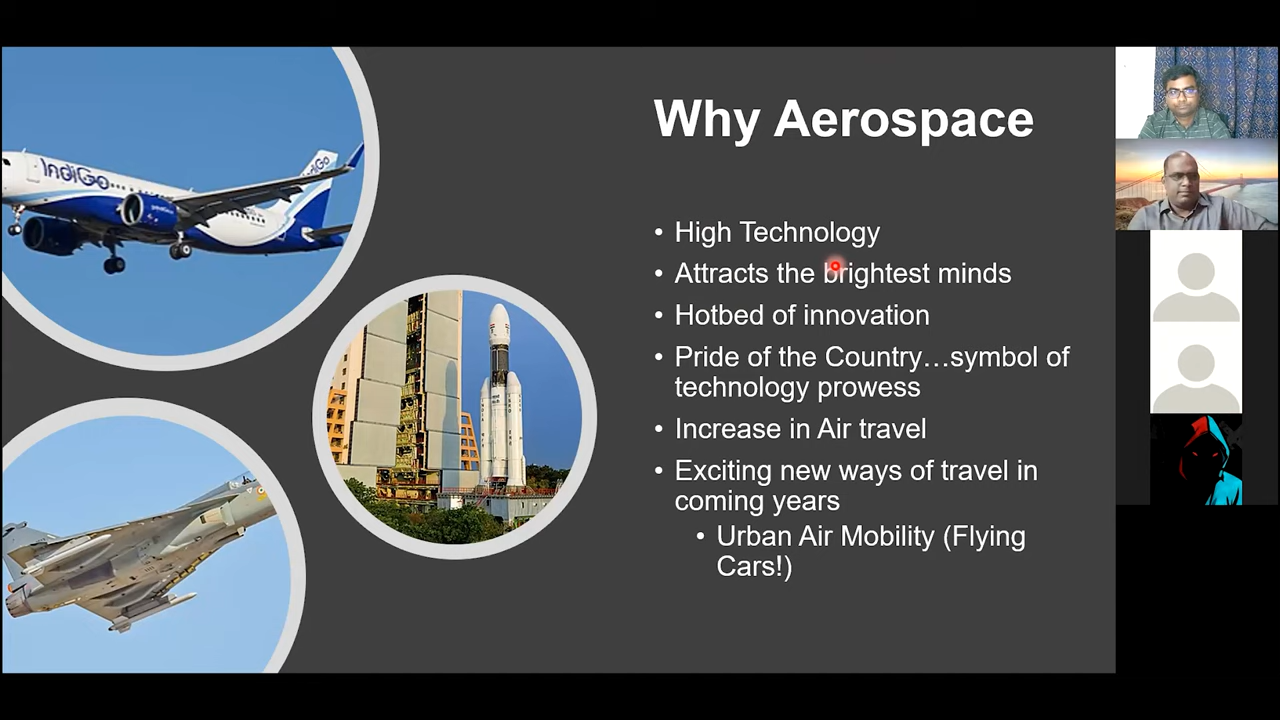 Why Aerospace
• High Technology
• Attracts the brightest minds
• Hotbed of innovation
• Pride of the Country…symbol of
technology prowess
• Increase in Air travel
• Exciting new ways of travel in
coming years
• Urban Air Mobility (Flying
Cars!)
IndiGo
IndiGo